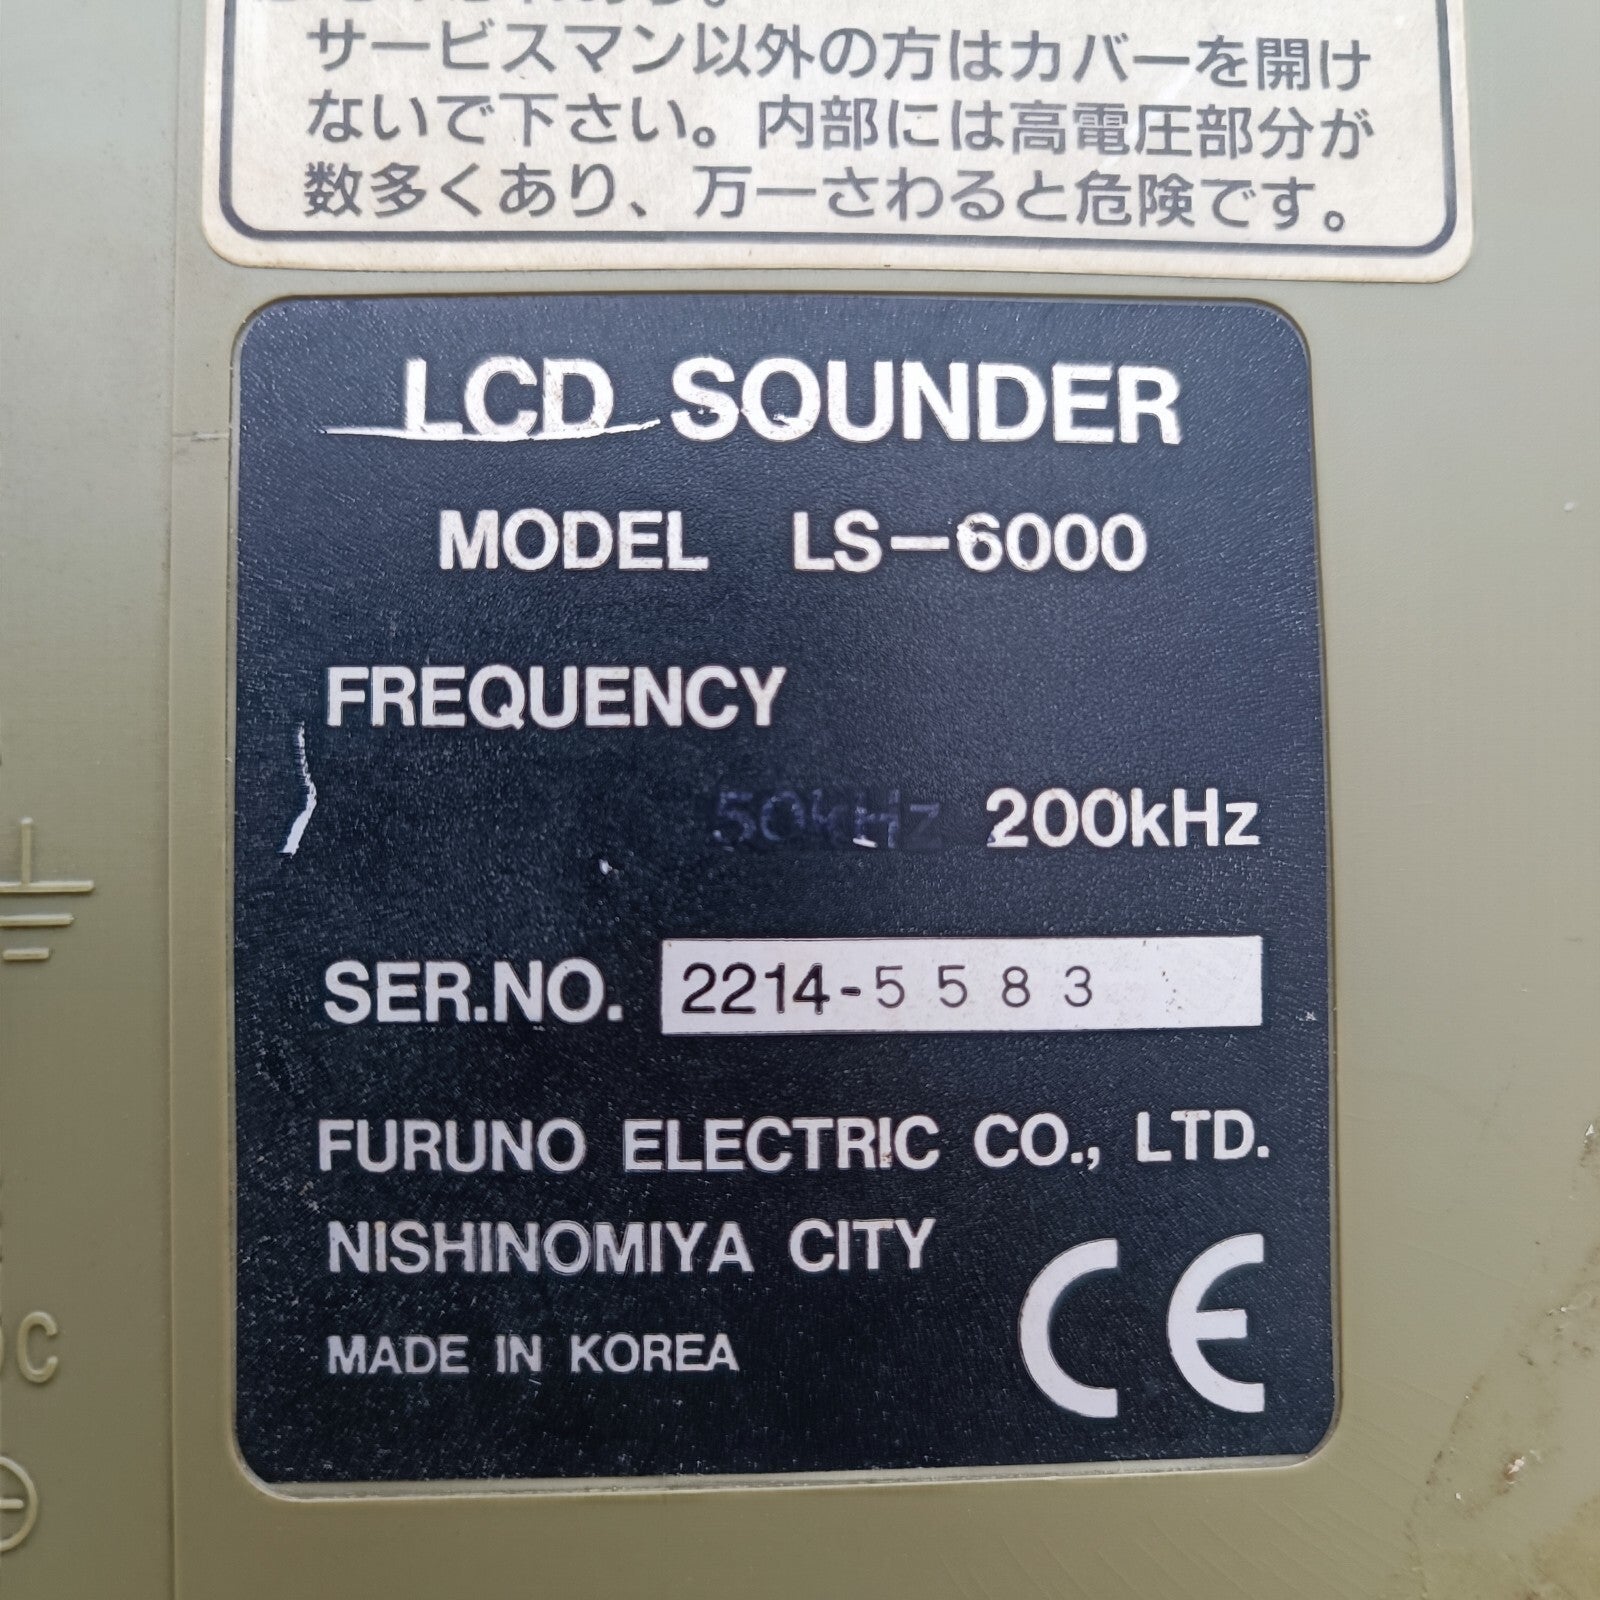 サービスマン以外の方はカバーを開け
ないで下さい。内部には高電圧部分が
数多くあり、万一さわると危険です。
LCD SOUNDER
MODEL LS-6000
FREQUENCY
50kHz 200kHz
SER.NO. 2214-5583
FURUNO ELECTRIC CO., LTD.
NISHINOMIYA CITY
MADE IN KOREA
CE